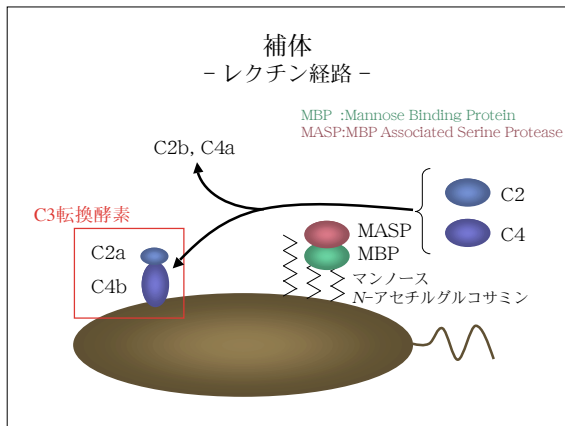 補体
– レクチン経路 –
MBP :Mannose Binding Protein
MASP:MBP Associated Serine Protease
C2b, C4a
C2
C4
C3転換酵素
C2a
C4b
MASP
MBP
マンノース
N-アセチルグルコサミン